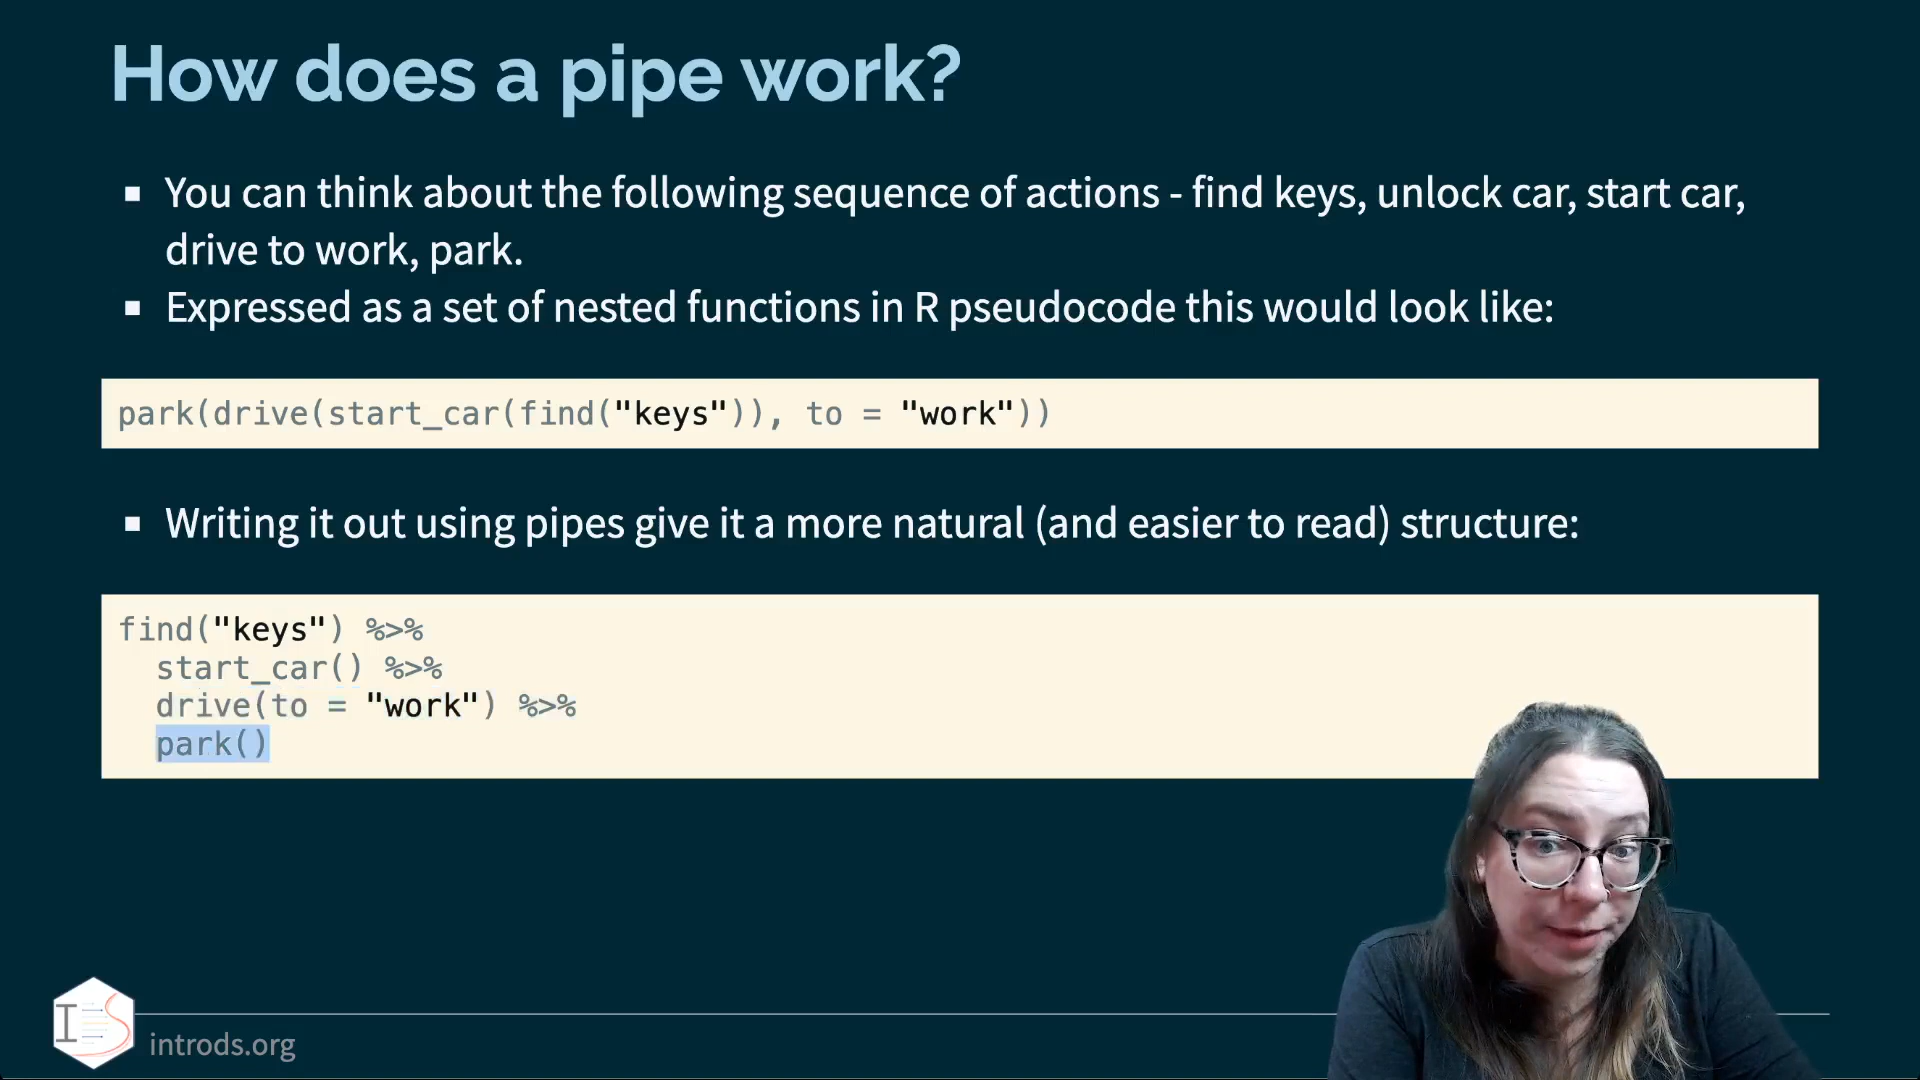 How does a pipe work?
▪ You can think about the following sequence of actions - find keys, unlock car, start car,
drive to work, park.
▪ Expressed as a set of nested functions in R pseudocode this would look like:
park(drive(start_car(find("keys")), to = "work"))
▪ Writing it out using pipes give it a more natural (and easier to read) structure:
find("keys") %>%
  start_car() %>%
  drive(to = "work") %>%
  park()
IS
introds.org